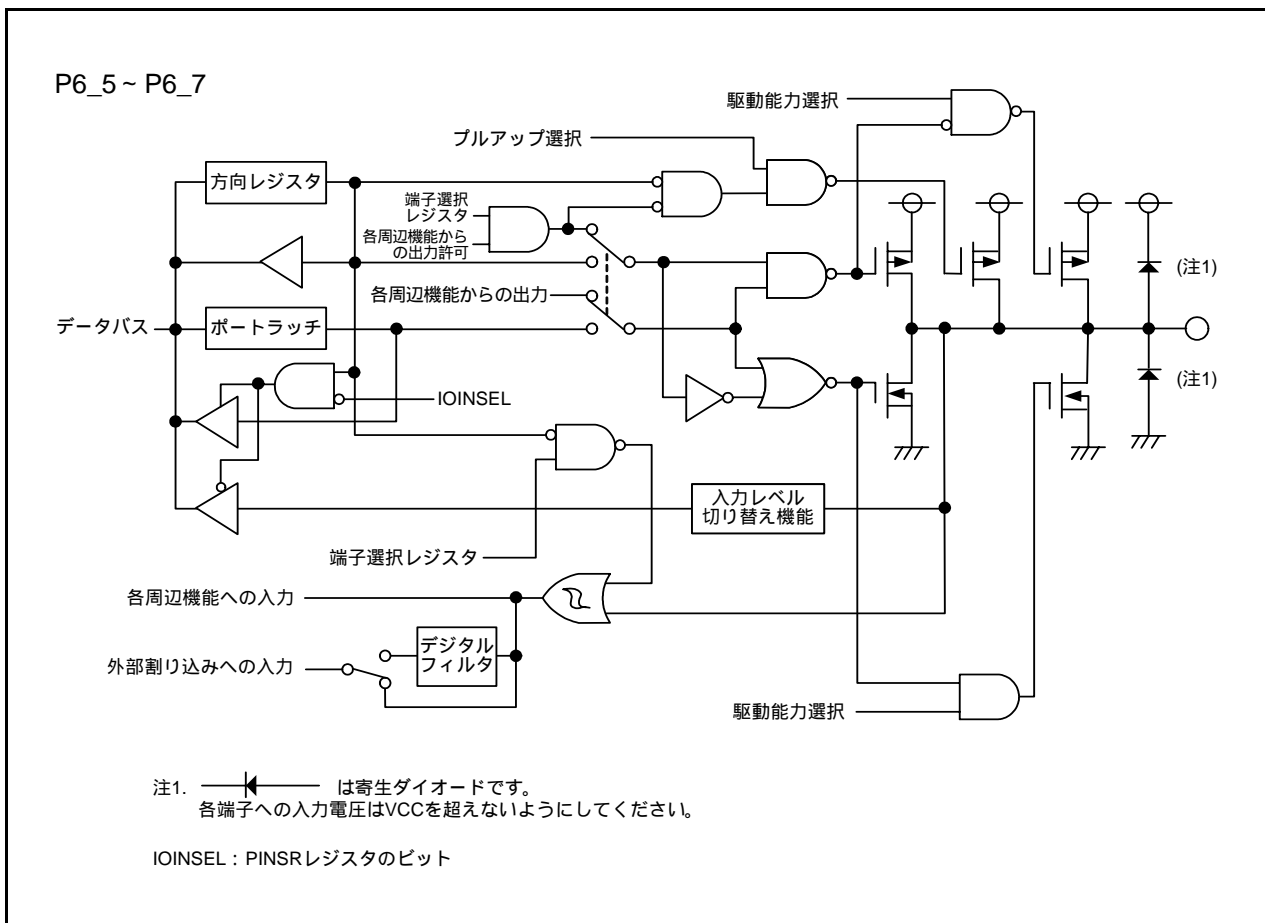 P6_5 ~ P6_7
駆動能力選択
プルアップ選択
方向レジスタ
端子選択
レジスタ
各周辺機能から
の出力許可
各周辺機能からの出力
データバス
ポートラッチ
IOINSEL
(注1)
(注1)
入力レベル
切り替え機能
端子選択レジスタ
各周辺機能への入力
デジタル
フィルタ
外部割り込みへの入力
駆動能力選択
注1. は寄生ダイオードです。
各端子への入力電圧はVCCを超えないようにしてください。
IOINSEL : PINSRレジスタのビット